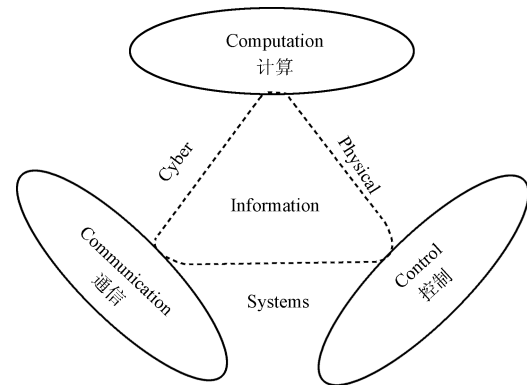 Computation
计算
Cyber
Physical
Information
Communication
通信
Control
控制
Systems